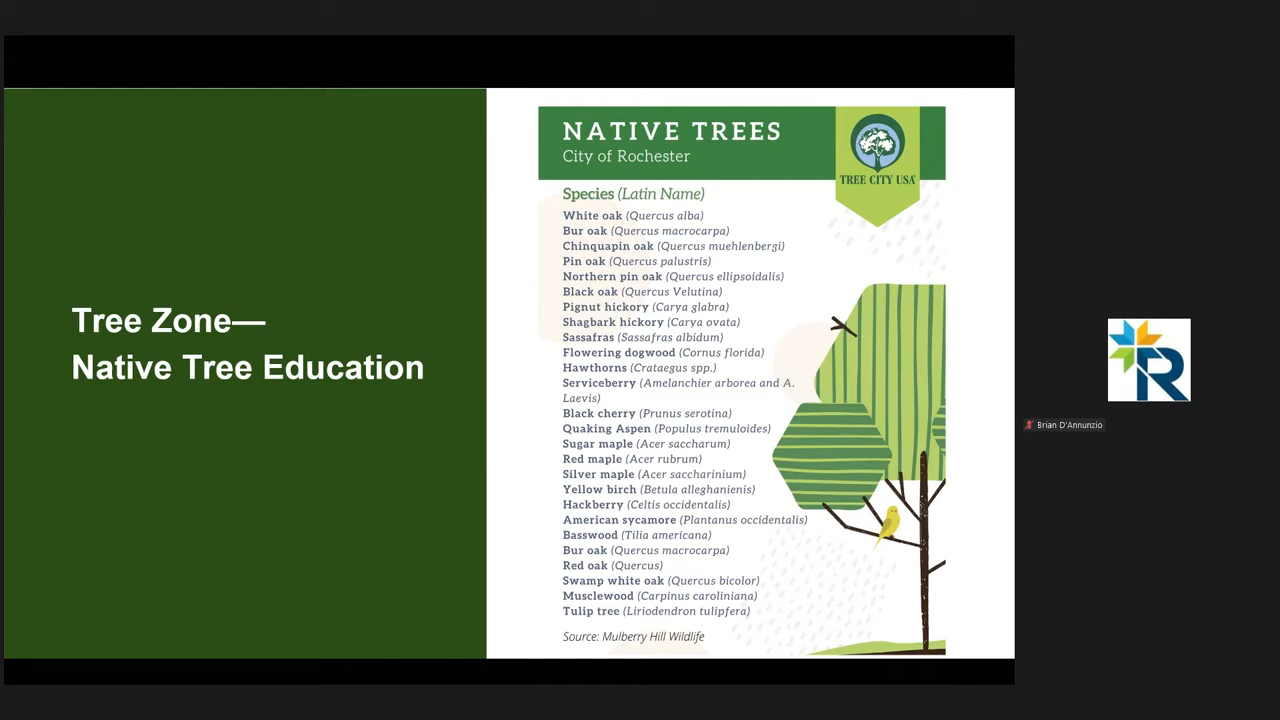 Tree Zone—
Native Tree Education
NATIVE TREES
City of Rochester
TREE CITY USA
Species (Latin Name)
White oak (Quercus alba)
Bur oak (Quercus macrocarpa)
Chinquapin oak (Quercus muehlenbergi)
Pin oak (Quercus palustris)
Northern pin oak (Quercus ellipsoidalis)
Black oak (Quercus Velutina)
Pignut hickory (Carya glabra)
Shagbark hickory (Carya ovata)
Sassafras (Sassafras albidum)
Flowering dogwood (Cornus florida)
Hawthorns (Crataegus spp.)
Serviceberry (Amelanchier arborea and A.
Laevis)
Black cherry (Prunus serotina)
Quaking Aspen (Populus tremuloides)
Sugar maple (Acer saccharum)
Red maple (Acer rubrum)
Silver maple (Acer saccharinium)
Yellow birch (Betula alleghanienis)
Hackberry (Celtis occidentalis)
American sycamore (Plantanus occidentalis)
Basswood (Tilia americana)
Bur oak (Quercus macrocarpa)
Red oak (Quercus)
Swamp white oak (Quercus bicolor)
Musclewood (Carpinus caroliniana)
Tulip tree (Liriodendron tulipfera)
Source: Mulberry Hill Wildlife
R
Brian D'Annunzio